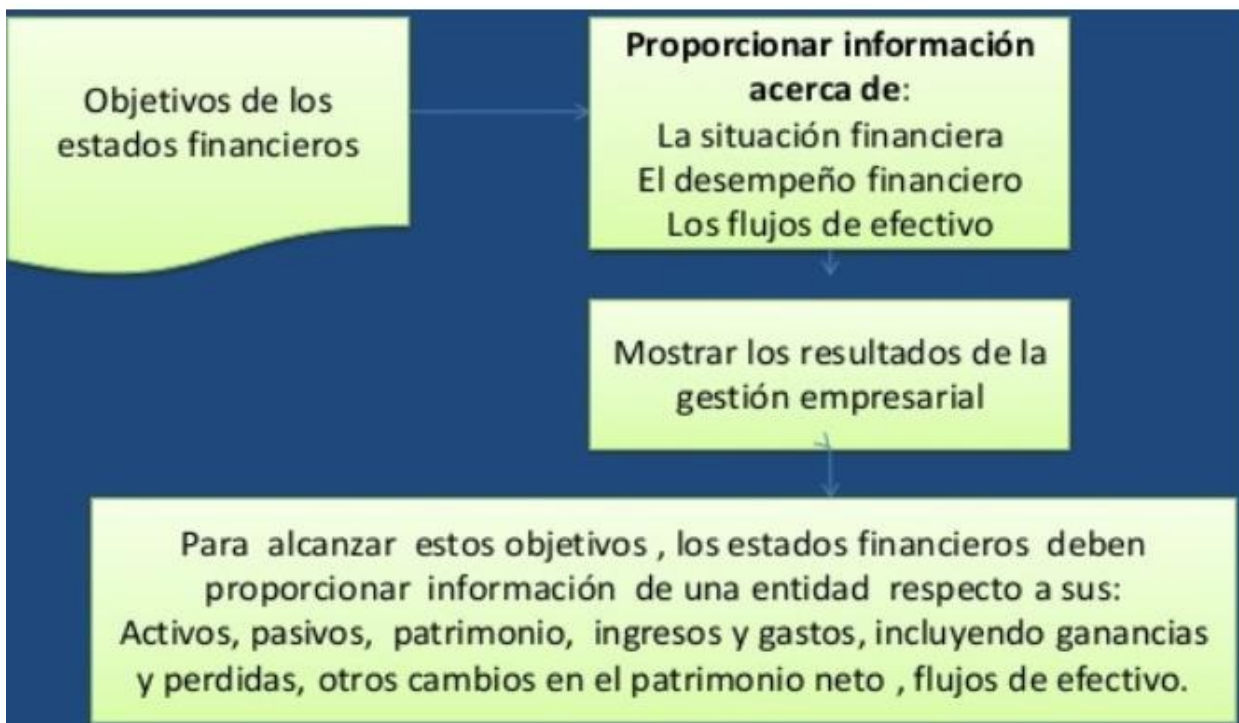 Objetivos de los
estados financieros
Proporcionar información
acerca de:
La situación financiera
El desempeño financiero
Los flujos de efectivo
Mostrar los resultados de la
gestión empresarial
Para alcanzar estos objetivos , los estados financieros deben
proporcionar información de una entidad respecto a sus:
Activos, pasivos, patrimonio, ingresos y gastos, incluyendo ganancias
y perdidas, otros cambios en el patrimonio neto , flujos de efectivo.